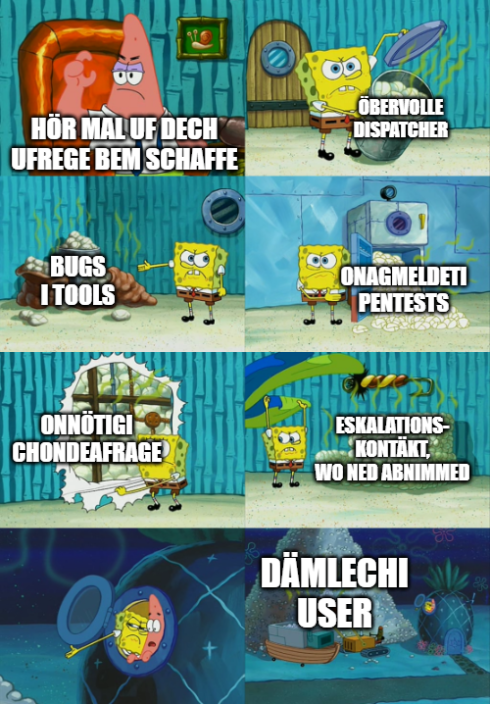 HÖR MAL UF DECH
UFREGE BEM SCHAFFE
ÖBERVOLLE
DISPATCHER
BUGS
I TOOLS
ONAGMELDETI
PENTESTS
ONNÖTIGI
CHONDEAFRAGE
ESKALATIONS-
KONTÄKT,
WO NED ABNIMMED
DÄMLECHI
USER